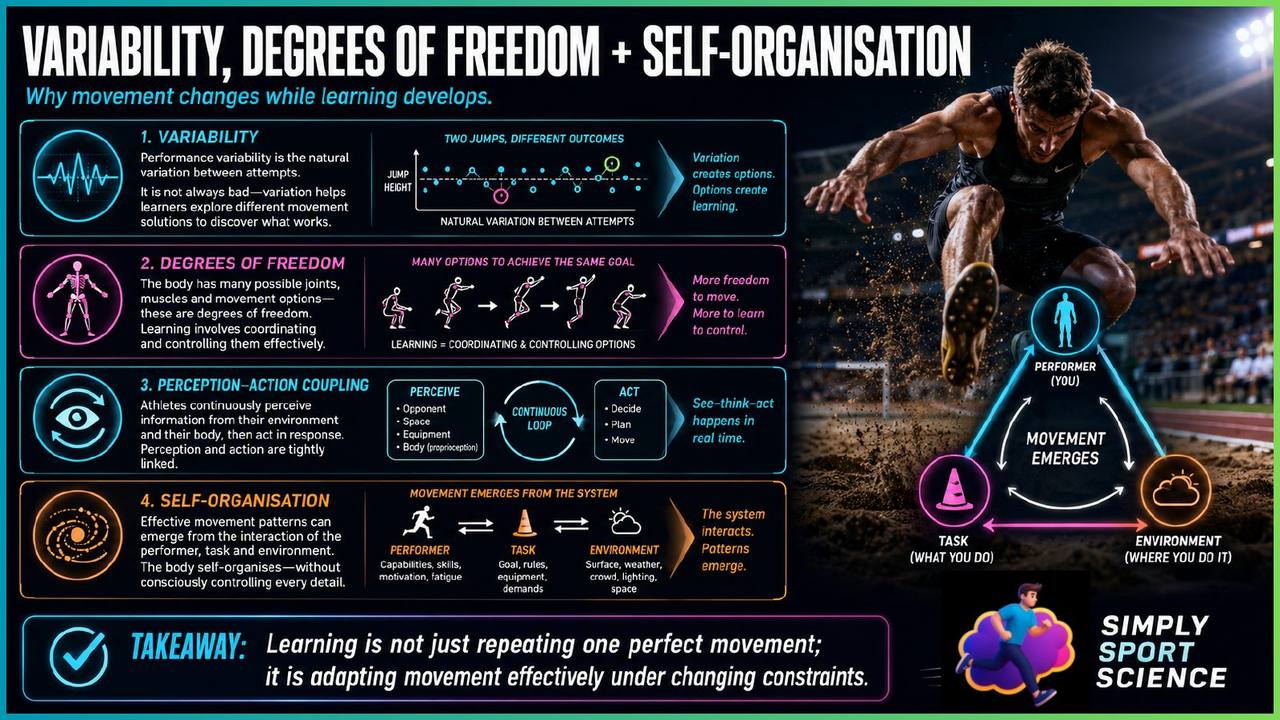 VARIABILITY, DEGREES OF FREEDOM + SELF-ORGANISATION
Why movement changes while learning develops.
1. VARIABILITY
Performance variability is the natural
variation between attempts.
It is not always bad—variation helps
learners explore different movement
solutions to discover what works.
TWO JUMPS, DIFFERENT OUTCOMES
JUMP
HEIGHT
NATURAL VARIATION BETWEEN ATTEMPTS
Variation
creates options.
Options create
learning.
2. DEGREES OF FREEDOM
The body has many possible joints,
muscles and movement options—
these are degrees of freedom.
Learning involves coordinating
and controlling them effectively.
MANY OPTIONS TO ACHIEVE THE SAME GOAL
LEARNING = COORDINATING & CONTROLLING OPTIONS
More freedom
to move.
More to learn
to control.
3. PERCEPTION–ACTION COUPLING
Athletes continuously perceive
information from their environment
and their body, then act in response.
Perception and action are tightly
linked.
PERCEIVE
• Opponent
• Space
• Equipment
• Body (proprioception)
CONTINUOUS
LOOP
ACT
• Decide
• Plan
• Move
See–think–act
happens in
real time.
4. SELF-ORGANISATION
Effective movement patterns can
emerge from the interaction of the
performer, task and environment.
The body self-organises—without
consciously controlling every detail.
MOVEMENT EMERGES FROM THE SYSTEM
PERFORMER
Capabilities, skills,
motivation, fatigue
TASK
Goal, rules,
equipment,
demands
ENVIRONMENT
Surface, weather,
crowd, lighting,
space
The system
interacts.
Patterns
emerge.
PERFORMER
(YOU)
MOVEMENT
EMERGES
TASK
(WHAT YOU DO)
ENVIRONMENT
(WHERE YOU DO IT)
TAKEAWAY:
Learning is not just repeating one perfect movement;
it is adapting movement effectively under changing constraints.
SIMPLY
SPORT
SCIENCE